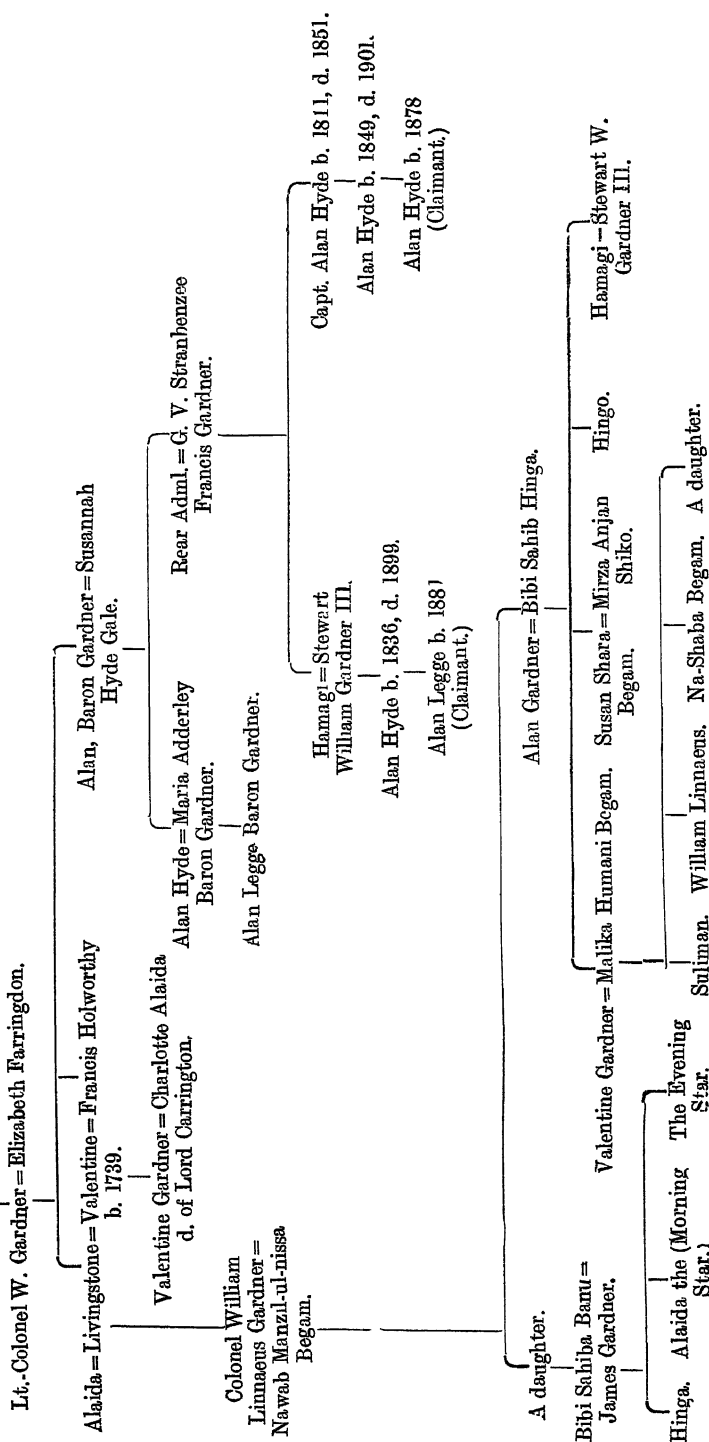 Lt.-Colonel W. Gardner=Elizabeth Farringdon.
Alaida=Livingstone=Valentine=Francis Holworthy
b. 1739.
Alan, Baron Gardner=Susannah
Hyde Gale.
Valentine Gardner=Charlotte Alaida
d. of Lord Carrington.
Alan Hyde=Maria Adderley
Baron Gardner.
Rear Adml.=G. V. Stranbenzee
Francis Gardner.
Alan Legge Baron Gardner.
Colonel William
Linnaeus Gardner=
Nawab Manzil-ul-nissa
Begam.
Hamagi=Stewart
William Gardner III.
Alan Hyde b. 1836, d. 1899.
Alan Legge b. 1881
(Claimant.)
Capt. Alan Hyde b. 1811, d. 1851.
Alan Hyde b. 1849, d. 1901.
Alan Hyde b. 1878
(Claimant.)
A daughter.
Alan Gardner=Bibi Sahib Hinga.
Bibi Sahiba Banu=
James Gardner.
Valentine Gardner=Malika Humani Begam.
Susan Shara=Mirza Anjan
Begam. Shiko.
Hingo.
Hamagi=Stewart W.
Gardner III.
Hinga. Alaida the (Morning
Star.)
The Evening
Star.
Suliman. William Linnaeus. Na-Shaba Begam. A daughter.